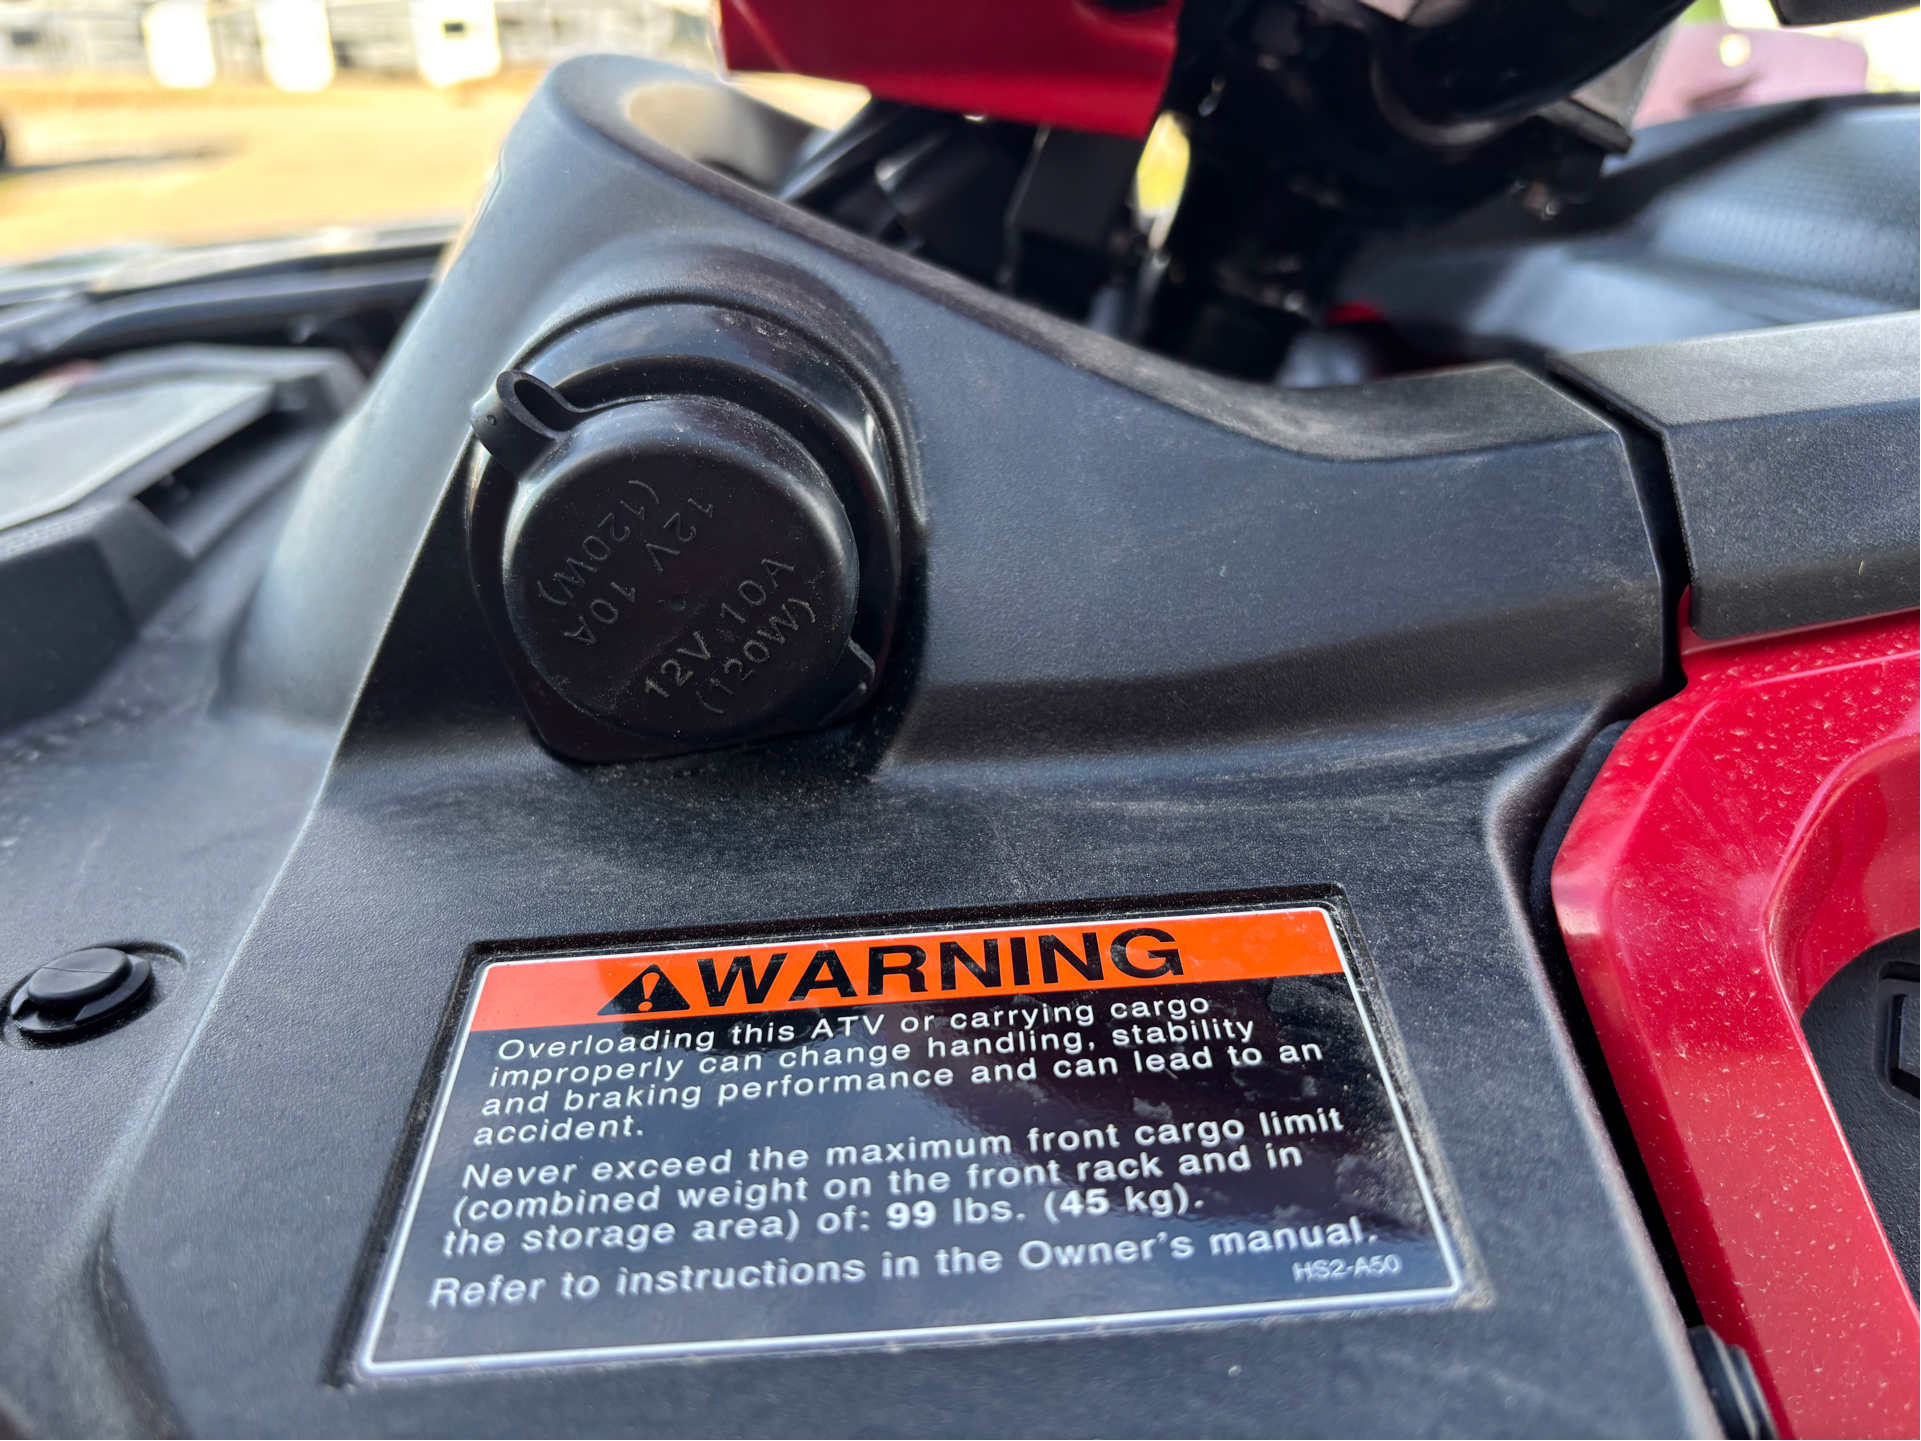 12V 10A
(120W)
12V 10A
(120W)
WARNING
Overloading this ATV or carrying cargo
improperly can change handling, stability
and braking performance and can lead to an
accident.
Never exceed the maximum front cargo limit
(combined weight on the front rack and in
the storage area) of: 99 lbs. (45 kg).
Refer to instructions in the Owner's manual.
HS2-A50